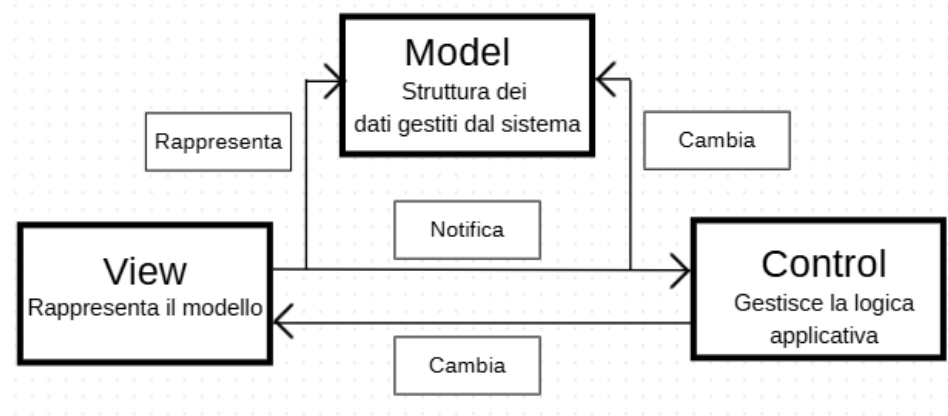 Model
Struttura dei
dati gestiti dal sistema
Rappresenta
Cambia
Notifica
View
Rappresenta il modello
Control
Gestisce la logica
applicativa
Cambia